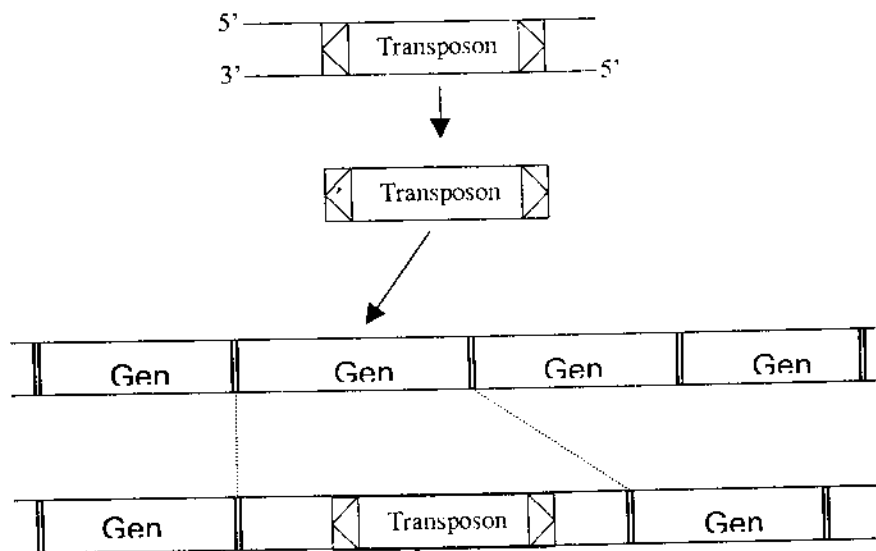 5’ Transposon
3’ 5’
Transposon
Gen Gen Gen Gen
Gen Transposon Gen